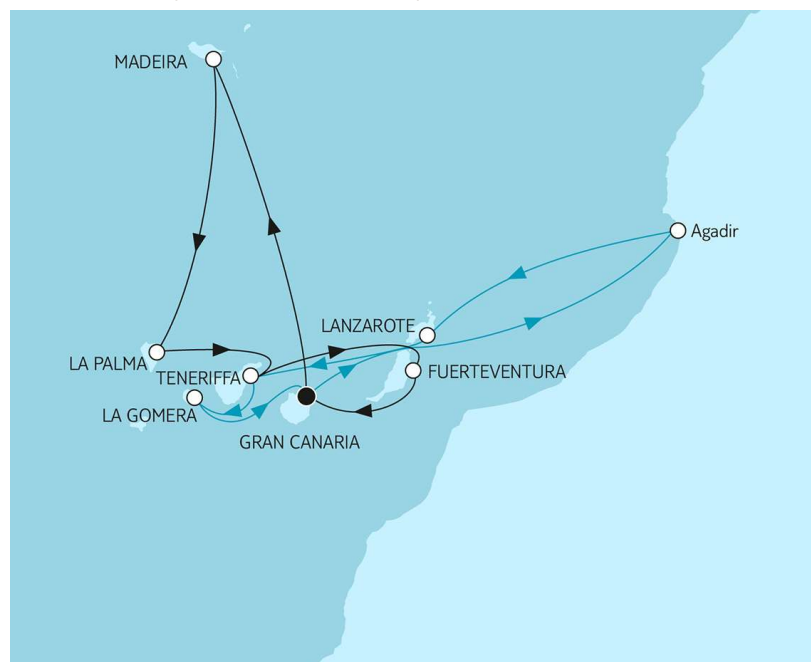 MADEIRA
Agadir
LANZAROTE
LA PALMA
TENERIFFA
FUERTEVENTURA
LA GOMERA
GRAN CANARIA